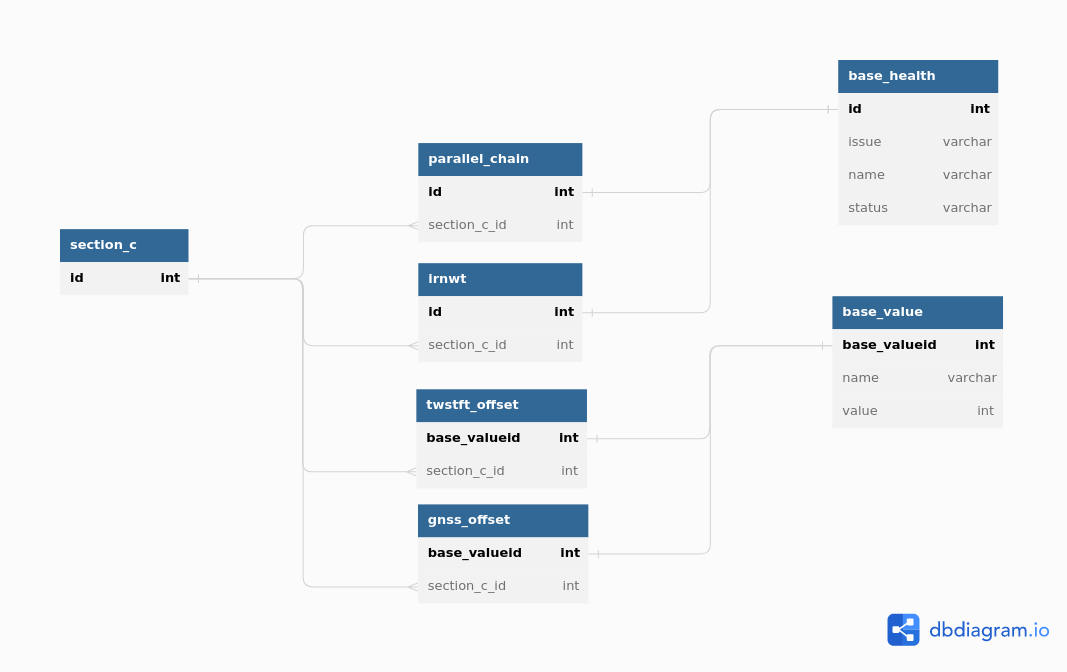 section_c
id int
parallel_chain
id int
section_c_id int
irnwt
id int
section_c_id int
twstft_offset
base_valueid int
section_c_id int
gnss_offset
base_valueid int
section_c_id int
base_health
id int
issue varchar
name varchar
status varchar
base_value
base_valueid int
name varchar
value int
dbdiagram.io